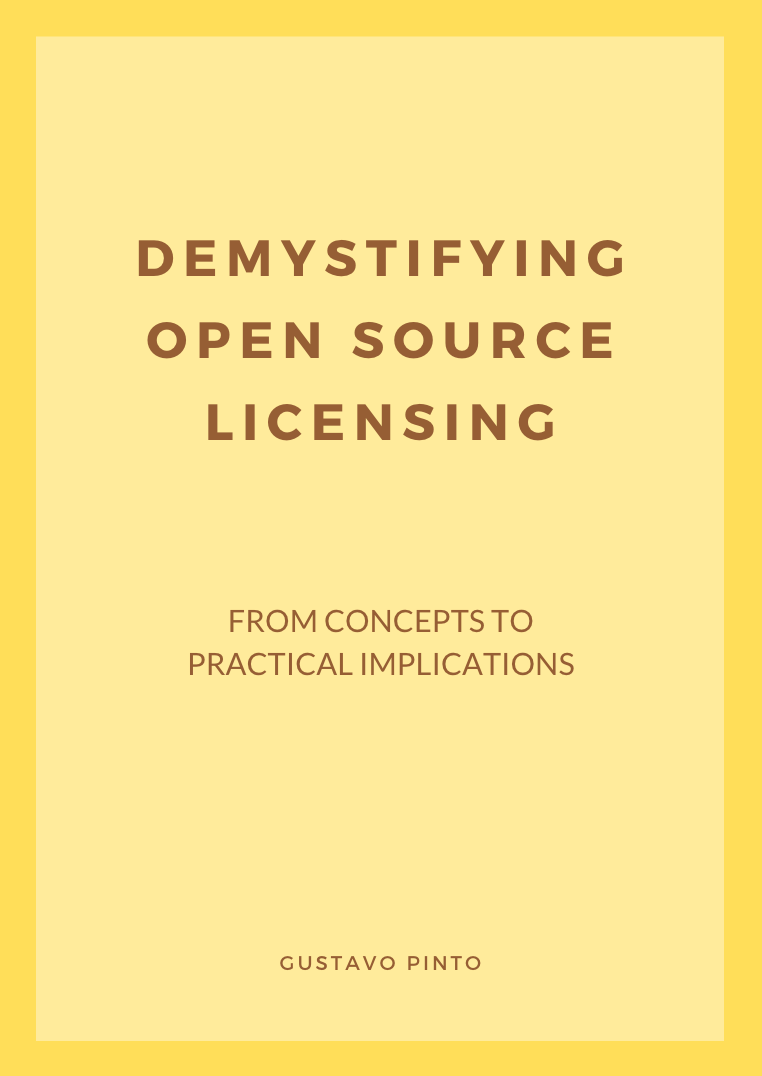 DEMYSTIFYING
OPEN SOURCE
LICENSING
FROM CONCEPTS TO
PRACTICAL IMPLICATIONS
GUSTAVO PINTO